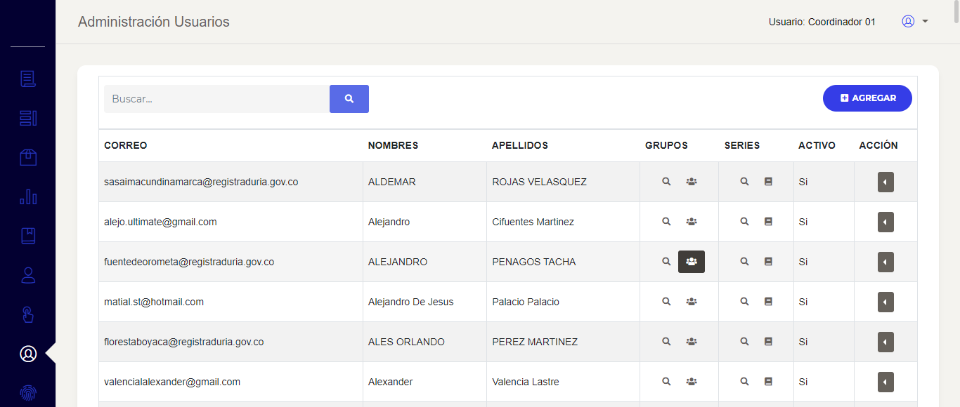 Administración Usuarios
Usuario: Coordinador 01
Buscar...
AGREGAR
CORREO NOMBRES APELLIDOS GRUPOS SERIES ACTIVO ACCIÓN
sasaimacundinamarca@registraduria.gov.co ALDEMAR ROJAS VELASQUEZ Si
alejo.ultimate@gmail.com Alejandro Cifuentes Martinez Si
fuentedeorometa@registraduria.gov.co ALEJANDRO PENAGOS TACHA Si
matial.st@hotmail.com Alejandro De Jesus Palacio Palacio Si
florestaboyaca@registraduria.gov.co ALES ORLANDO PEREZ MARTINEZ Si
valencialalexander@gmail.com Alexander Valencia Lastre Si